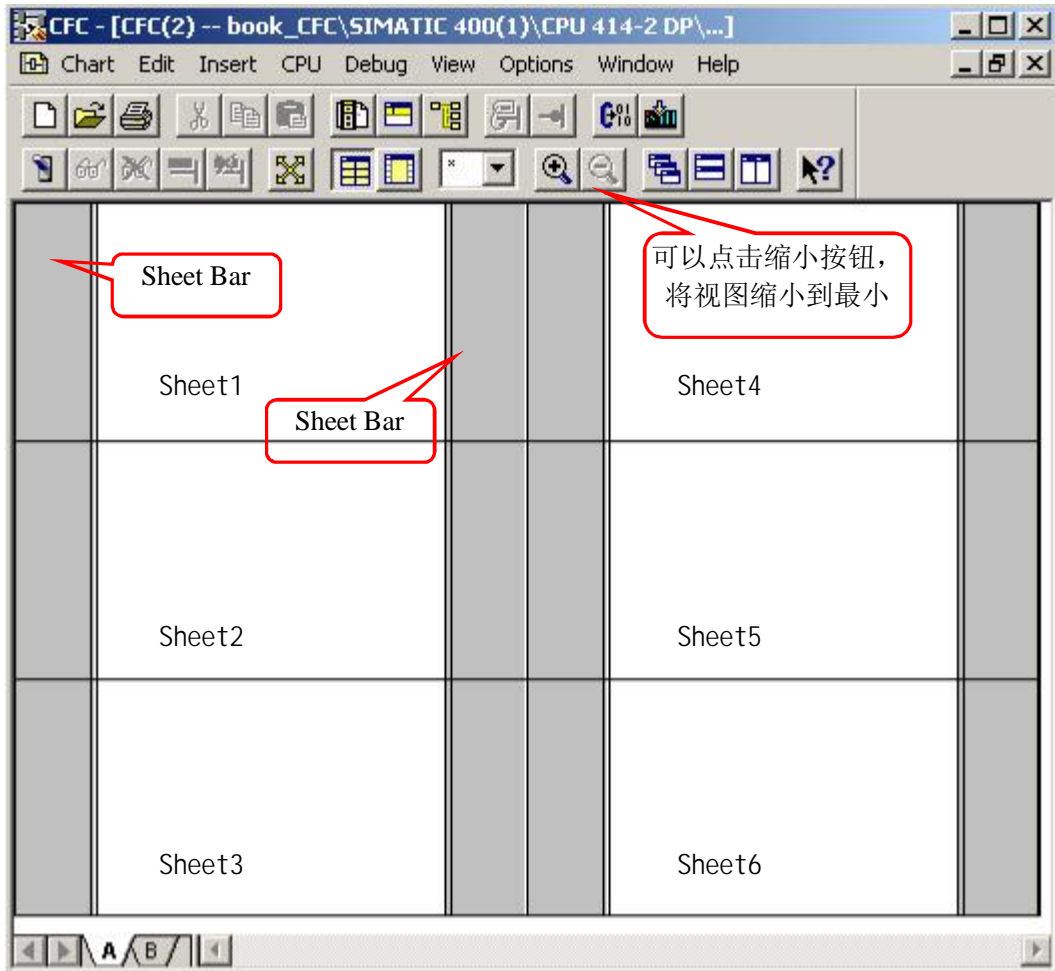 CFC - [CFC(2) -- book_CFC\SIMATIC 400(1)\CPU 414-2 DP\...]
Chart Edit Insert CPU Debug View Options Window Help
*
可以点击缩小按钮，
将视图缩小到最小
Sheet Bar
Sheet1
Sheet4
Sheet Bar
Sheet2
Sheet5
Sheet3
Sheet6
A B